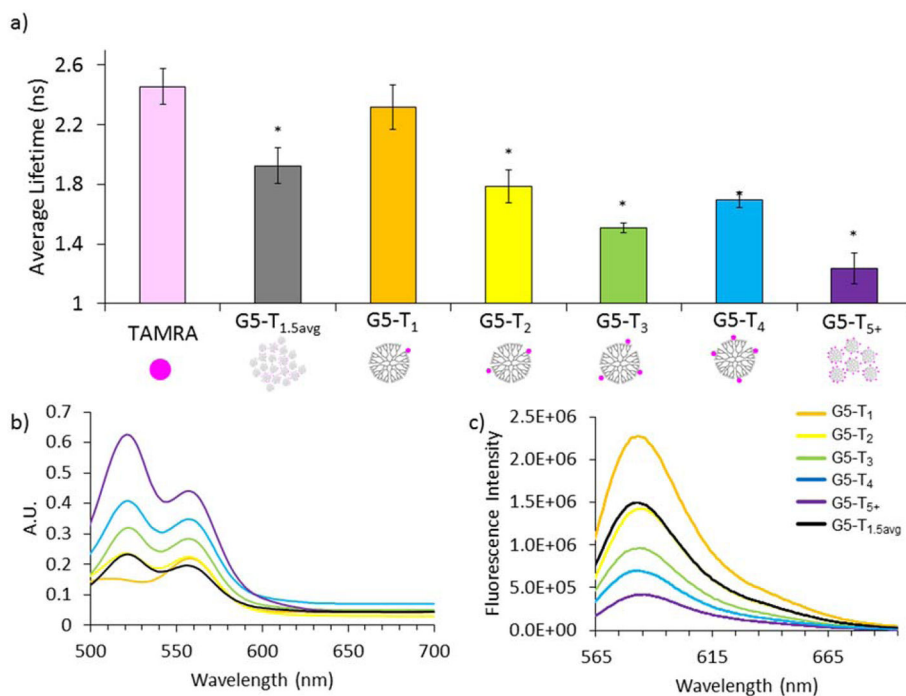 a)
Average Lifetime (ns)
2.6
2.2
1.8
1.4
1
* * * * *
TAMRA G5-T1.5avg G5-T1 G5-T2 G5-T3 G5-T4 G5-T5+
b)
A.U.
0.7
0.6
0.5
0.4
0.3
0.2
0.1
0
500 550 600 650 700
Wavelength (nm)
c)
Fluorescence Intensity
2.5E+06
2.0E+06
1.5E+06
1.0E+06
5.0E+05
0.0E+00
565 615 665
Wavelength (nm)
G5-T1
G5-T2
G5-T3
G5-T4
G5-T5+
G5-T1.5avg